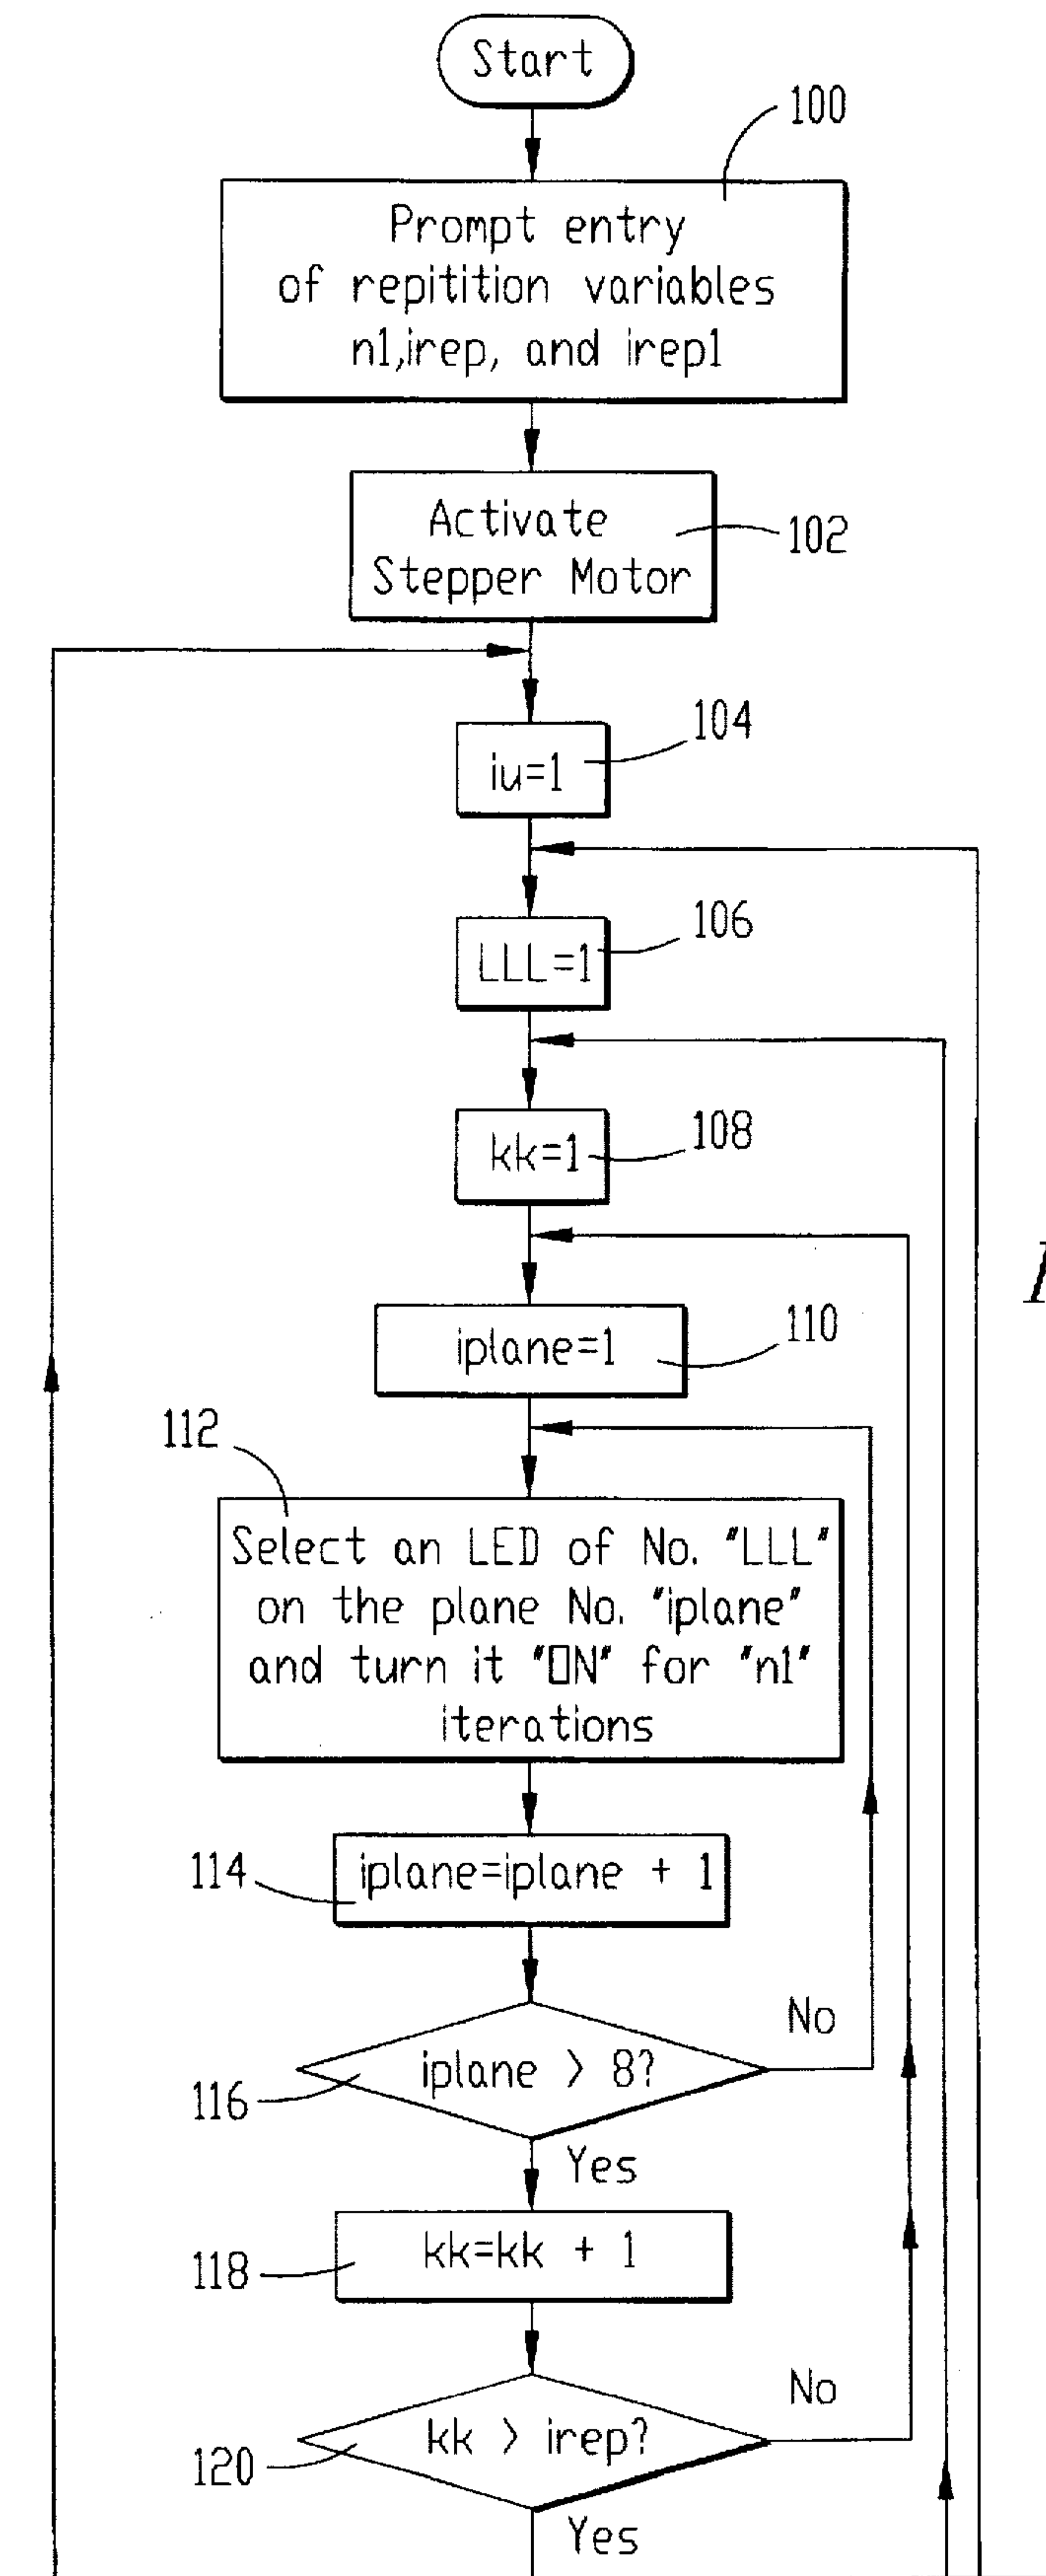 Start
100
Prompt entry
of repitition variables
n1,irep, and irep1
Activate
Stepper Motor
102
104
iu=1
106
LLL=1
108
kk=1
110
iplane=1
112
Select an LED of No. "LLL"
on the plane No. "iplane"
and turn it "ON" for "n1"
iterations
114
iplane=iplane + 1
No
iplane > 8?
116
Yes
kk=kk + 1
118
No
kk > irep?
120
Yes